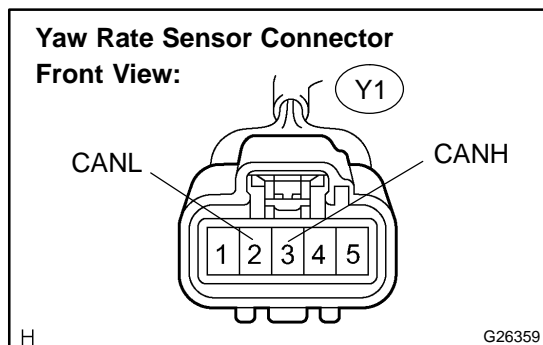 Yaw Rate Sensor Connector
Front View:
Y1
CANL
CANH
1 2 3 4 5
H
G26359